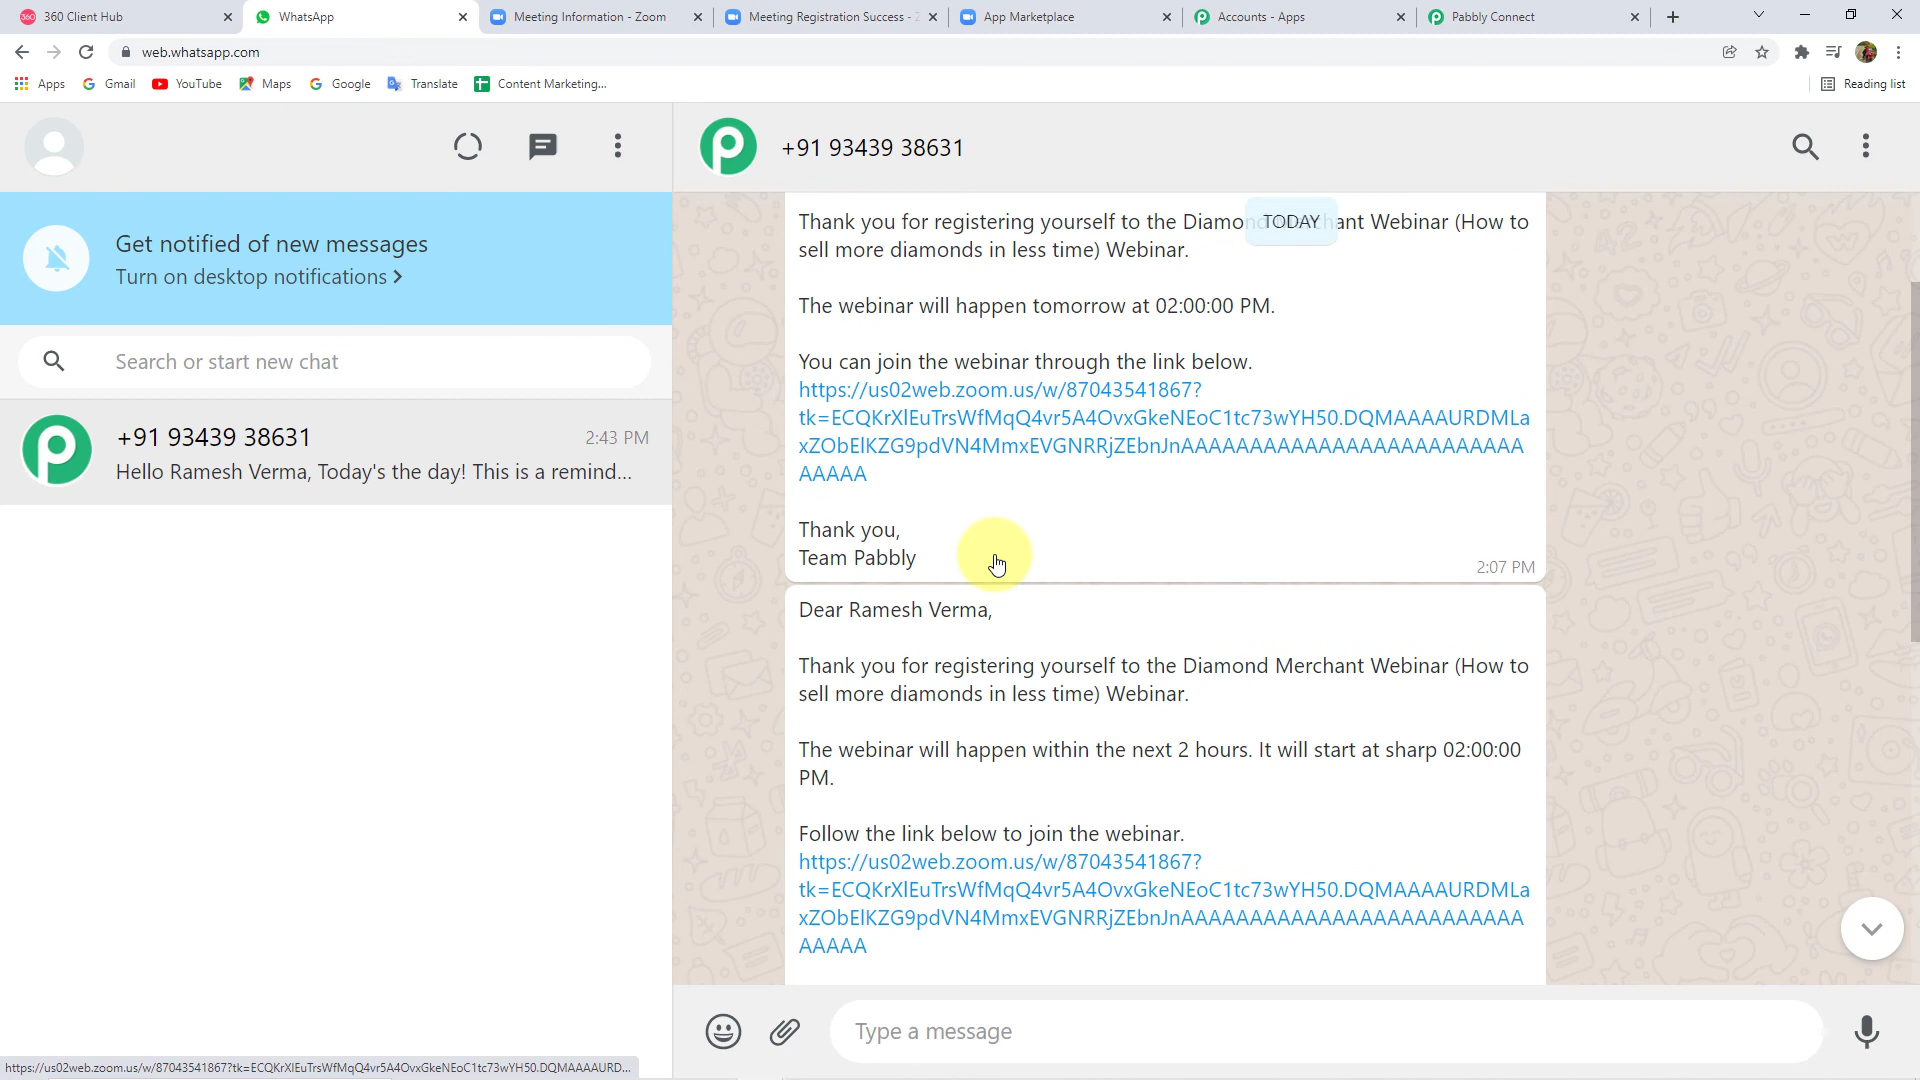 360 Client Hub
WhatsApp
Meeting Information - Zoom
Meeting Registration Success -
App Marketplace
Accounts - Apps
Pabbly Connect
web.whatsapp.com
Apps
Gmail
YouTube
Maps
Google
Translate
Content Marketing...
Reading list
+91 93439 38631
Get notified of new messages
Turn on desktop notifications >
Search or start new chat
+91 93439 38631
2:43 PM
Hello Ramesh Verma, Today's the day! This is a remind...
TODAY
Thank you for registering yourself to the Diamond Merchant Webinar (How to
sell more diamonds in less time) Webinar.
The webinar will happen tomorrow at 02:00:00 PM.
You can join the webinar through the link below.
https://us02web.zoom.us/w/87043541867?
tk=ECQKrXlEuTrsWfMqQ4vr5A4OvxGkeNEoC1tc73wYH50.DQMAAAAURDMLa
xZObElKZG9pdVN4MmxEVGNRRjZEbnJnAAAAAAAAAAAAAAAAAAAAAAAAA
AAAAA
Thank you,
Team Pabbly
2:07 PM
Dear Ramesh Verma,
Thank you for registering yourself to the Diamond Merchant Webinar (How to
sell more diamonds in less time) Webinar.
The webinar will happen within the next 2 hours. It will start at sharp 02:00:00
PM.
Follow the link below to join the webinar.
https://us02web.zoom.us/w/87043541867?
tk=ECQKrXlEuTrsWfMqQ4vr5A4OvxGkeNEoC1tc73wYH50.DQMAAAAURDMLa
xZObElKZG9pdVN4MmxEVGNRRjZEbnJnAAAAAAAAAAAAAAAAAAAAAAAAA
AAAAA
Type a message
https://us02web.zoom.us/w/87043541867?tk=ECQKrXlEuTrsWfMqQ4vr5A4OvxGkeNEoC1tc73wYH50.DQMAAAAURD...